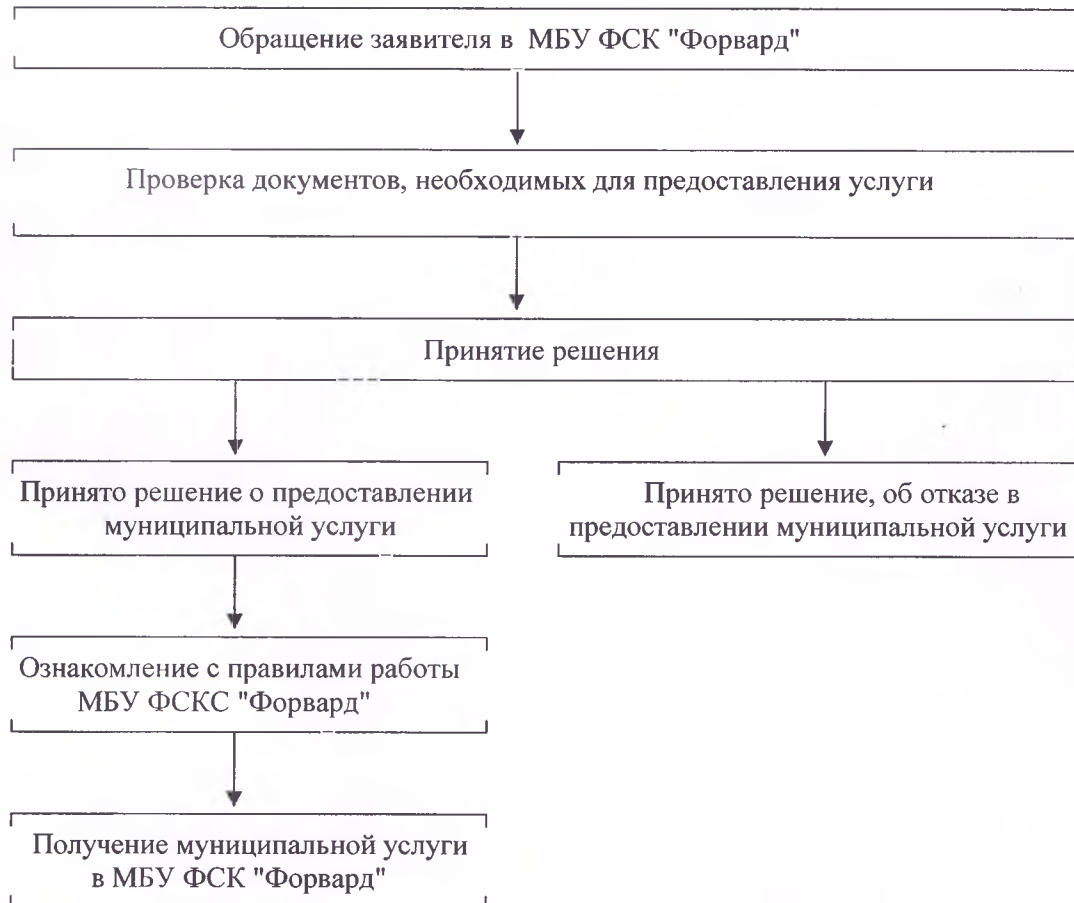 Обращение заявителя в МБУ ФСК "Форвард"
Проверка документов, необходимых для предоставления услуги
Принятие решения
Принято решение о предоставлении
муниципальной услуги
Принято решение, об отказе в
предоставлении муниципальной услуги
Ознакомление с правилами работы
МБУ ФСКС "Форвард"
Получение муниципальной услуги
в МБУ ФСК "Форвард"